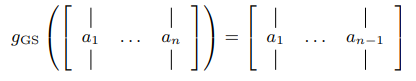 g_GS ( [ a_1 … a_n ] ) = [ a_1 … a_{n−1} ]